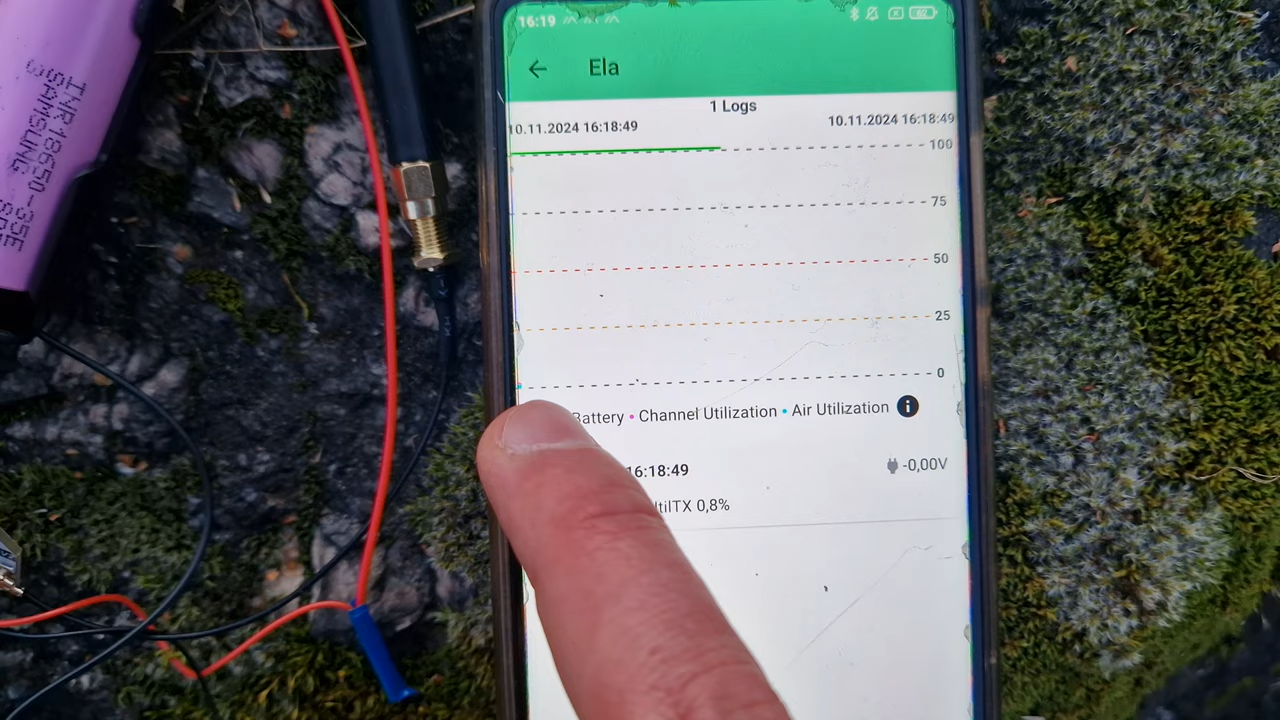 16:19
60
Ela
1 Logs
10.11.2024 16:18:49
10.11.2024 16:18:49
100
75
50
25
0
Battery • Channel Utilization • Air Utilization
16:18:49
-0,00V
tilTX 0,8%
INR18650-35E
SAMSUNG SDI